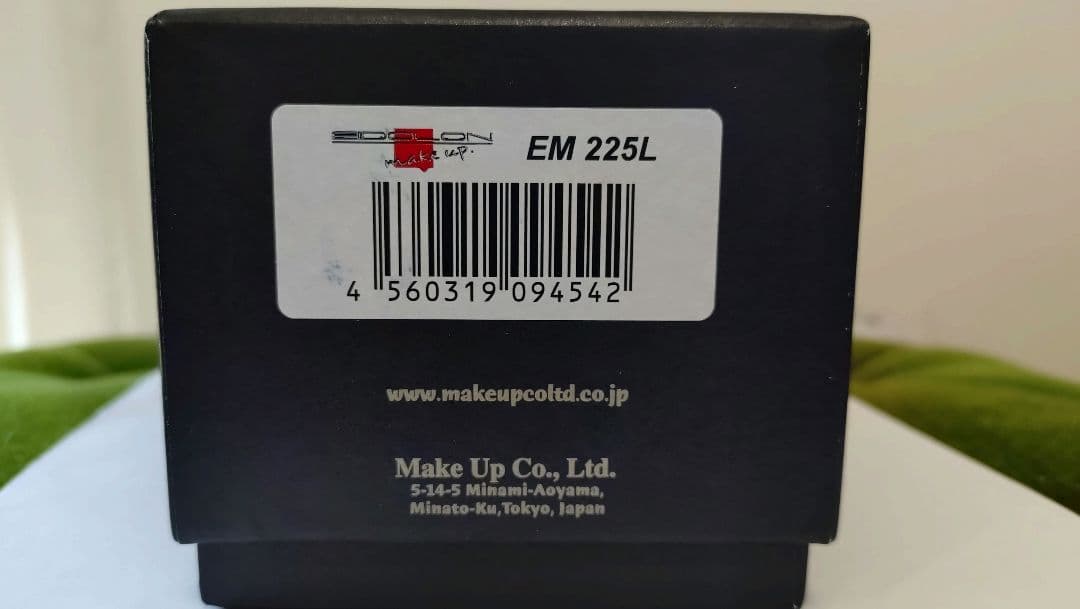 EIDOLON
make up.
EM 225L
4 560319 094542
www.makeupcoltd.co.jp
Make Up Co., Ltd.
5-14-5 Minami-Aoyama,
Minato-Ku,Tokyo, Japan